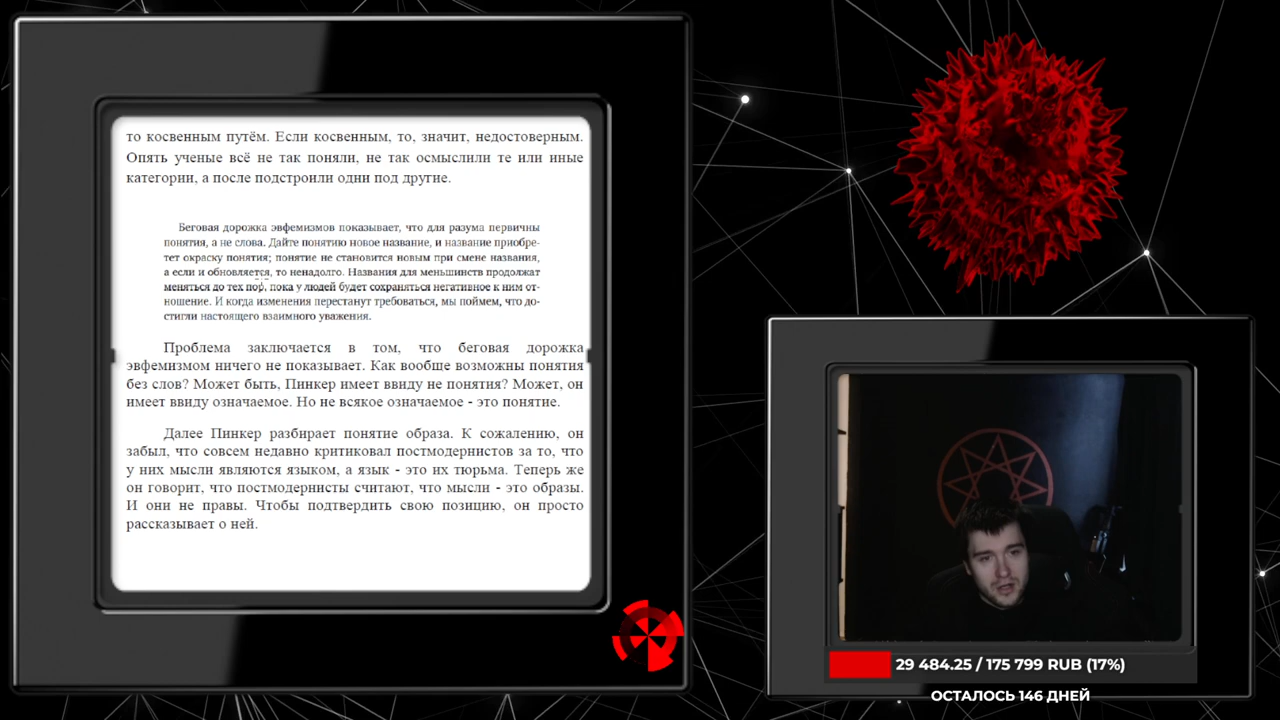 то косвенным путём. Если косвенным, то, значит, недостоверным.
Опять ученые всё не так поняли, не так осмыслили те или иные
категории, а после подстроили одни под другие.
Беговая дорожка эвфемизмов показывает, что для разума первичны
понятия, а не слова. Дайте понятию новое название, и название приобре-
тет окраску понятия; понятие не становится новым при смене названия,
а если и обновляется, то ненадолго. Названия для меньшинств продолжат
меняться до тех пор, пока у людей будет сохраняться негативное к ним от-
ношение. И когда изменения перестанут требоваться, мы поймем, что до-
стигли настоящего взаимного уважения.
Проблема заключается в том, что беговая дорожка
эвфемизмом ничего не показывает. Как вообще возможны понятия
без слов? Может быть, Пинкер имеет ввиду не понятия? Может, он
имеет ввиду означаемое. Но не всякое означаемое - это понятие.
Далее Пинкер разбирает понятие образа. К сожалению, он
забыл, что совсем недавно критиковал постмодернистов за то, что
у них мысли являются языком, а язык - это их тюрьма. Теперь же
он говорит, что постмодернисты считают, что мысли - это образы.
И они не правы. Чтобы подтвердить свою позицию, он просто
рассказывает о ней.
29 484.25 / 175 799 RUB (17%)
ОСТАЛОСЬ 146 ДНЕЙ